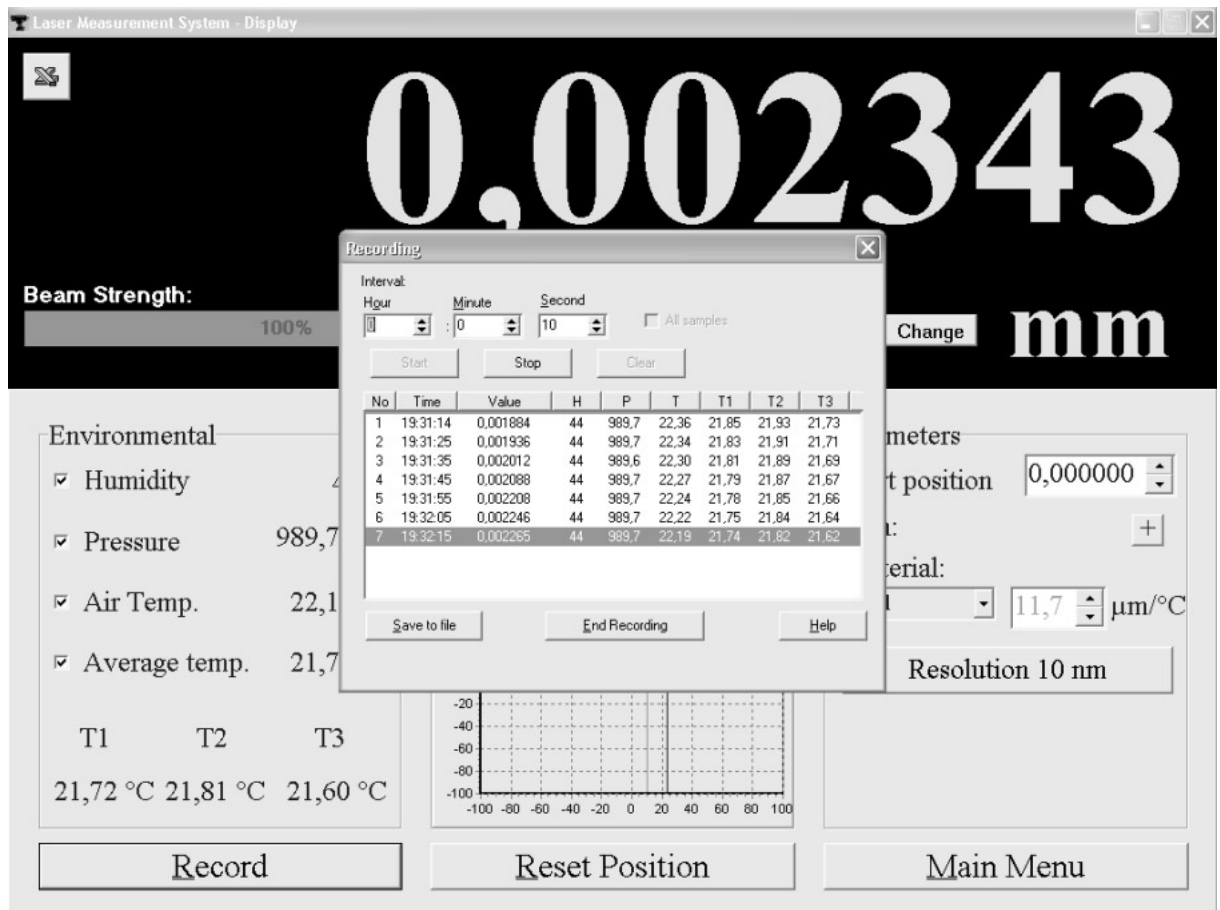 Laser Measurement System - Display
0,002343
mm
Beam Strength:
100%
Change
Recording
Interval:
Hour Minute Second
0 : 0 10 All samples
Start Stop Clear
No Time Value H P T T1 T2 T3
1 19:31:14 0,001884 44 989,7 22,36 21,85 21,93 21,73
2 19:31:25 0,001936 44 989,7 22,34 21,83 21,91 21,71
3 19:31:35 0,002012 44 989,6 22,30 21,81 21,89 21,69
4 19:31:45 0,002088 44 989,7 22,27 21,79 21,87 21,67
5 19:31:55 0,002208 44 989,7 22,24 21,78 21,85 21,66
6 19:32:05 0,002246 44 989,7 22,22 21,75 21,84 21,64
7 19:32:15 0,002265 44 989,7 22,19 21,74 21,82 21,62
Save to file End Recording Help
Environmental
Humidity 4
Pressure 989,7
Air Temp. 22,1
Average temp. 21,7
T1 T2 T3
21,72 °C 21,81 °C 21,60 °C
-20
-40
-60
-80
-100
-100 -80 -60 -40 -20 0 20 40 60 80 100
meters
t position 0,000000
+
terial:
11,7 µm/°C
Resolution 10 nm
Record Reset Position Main Menu